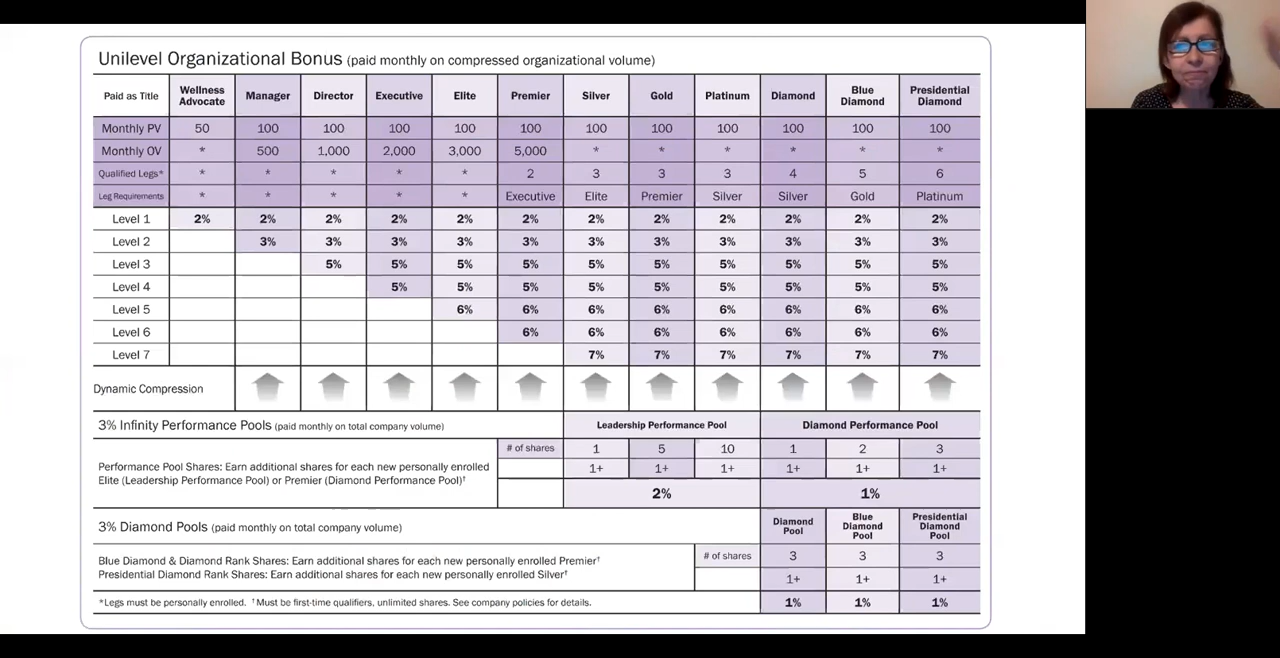 Unilevel Organizational Bonus (paid monthly on compressed organizational volume)
Paid as Title Wellness Advocate Manager Director Executive Elite Premier Silver Gold Platinum Diamond Blue Diamond Presidential Diamond
Monthly PV 50 100 100 100 100 100 100 100 100 100 100 100
Monthly OV * 500 1,000 2,000 3,000 5,000 * * * * * *
Qualified Legs* * * * * * 2 3 3 3 4 5 6
Leg Requirements * * * * * Executive Elite Premier Silver Silver Gold Platinum
Level 1 2% 2% 2% 2% 2% 2% 2% 2% 2% 2% 2% 2%
Level 2 3% 3% 3% 3% 3% 3% 3% 3% 3% 3% 3%
Level 3 5% 5% 5% 5% 5% 5% 5% 5% 5% 5%
Level 4 5% 5% 5% 5% 5% 5% 5% 5% 5%
Level 5 6% 6% 6% 6% 6% 6% 6% 6%
Level 6 6% 6% 6% 6% 6% 6% 6%
Level 7 7% 7% 7% 7% 7% 7%
Dynamic Compression
3% Infinity Performance Pools (paid monthly on total company volume) Leadership Performance Pool Diamond Performance Pool
# of shares 1 5 10 1 2 3
Performance Pool Shares: Earn additional shares for each new personally enrolled 1+ 1+ 1+ 1+ 1+ 1+
Elite (Leadership Performance Pool) or Premier (Diamond Performance Pool)†
2% 1%
3% Diamond Pools (paid monthly on total company volume) Diamond Pool Blue Diamond Pool Presidential Diamond Pool
Blue Diamond & Diamond Rank Shares: Earn additional shares for each new personally enrolled Premier† # of shares 3 3 3
Presidential Diamond Rank Shares: Earn additional shares for each new personally enrolled Silver† 1+ 1+ 1+
*Legs must be personally enrolled. †Must be first-time qualifiers, unlimited shares. See company policies for details. 1% 1% 1%